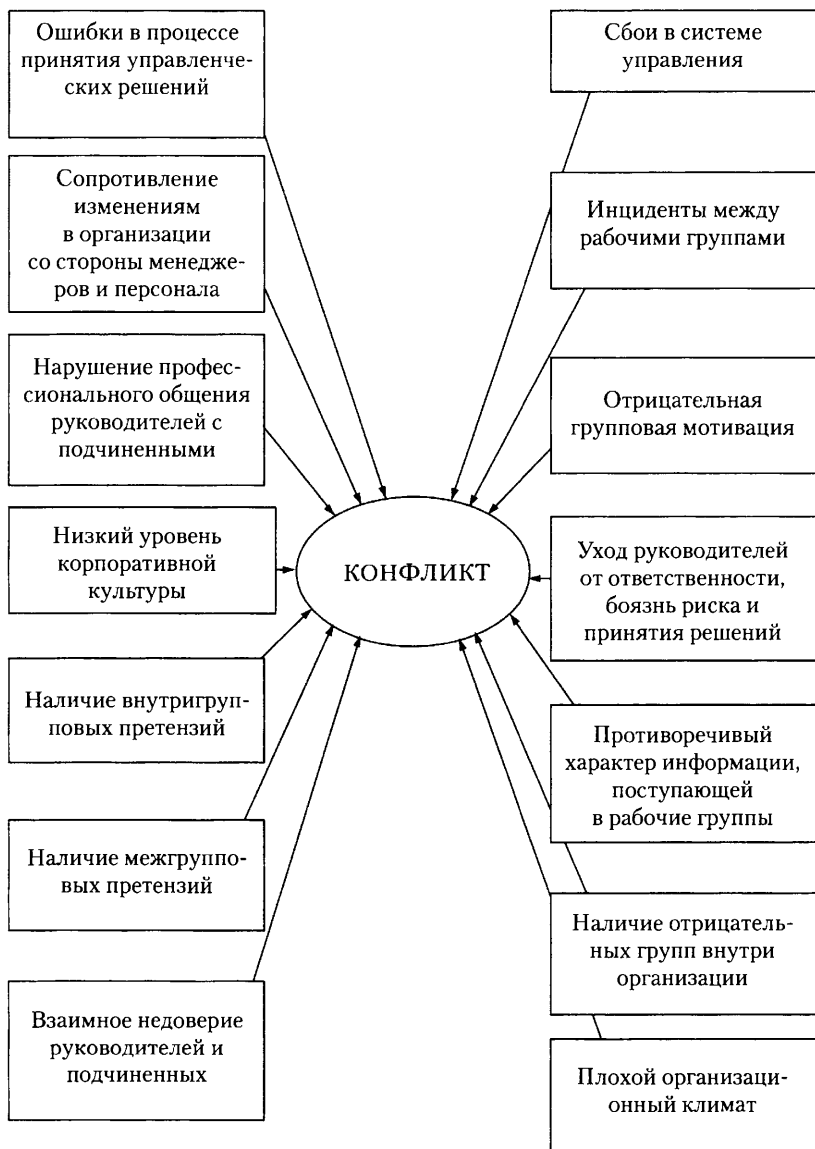 Ошибки в процессе
принятия управленче-
ских решений
Сопротивление
изменениям
в организации
со стороны менедже-
ров и персонала
Нарушение профес-
сионального общения
руководителей с
подчиненными
Низкий уровень
корпоративной
культуры
Наличие внутригруп-
повых претензий
Наличие межгруппо-
вых претензий
Взаимное недоверие
руководителей и
подчиненных
КОНФЛИКТ
Сбои в системе
управления
Инциденты между
рабочими группами
Отрицательная
групповая мотивация
Уход руководителей
от ответственности,
боязнь риска и
принятия решений
Противоречивый
характер информации,
поступающей
в рабочие группы
Наличие отрицатель-
ных групп внутри
организации
Плохой организаци-
онный климат